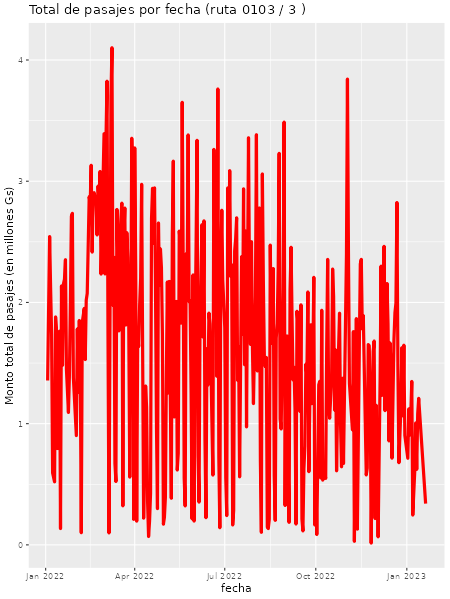 Total de pasajes por fecha (ruta 0103 / 3 )
Monto total de pasajes (en millones Gs)
4
3
2
1
0
Jan 2022 Apr 2022 Jul 2022 Oct 2022 Jan 2023
fecha